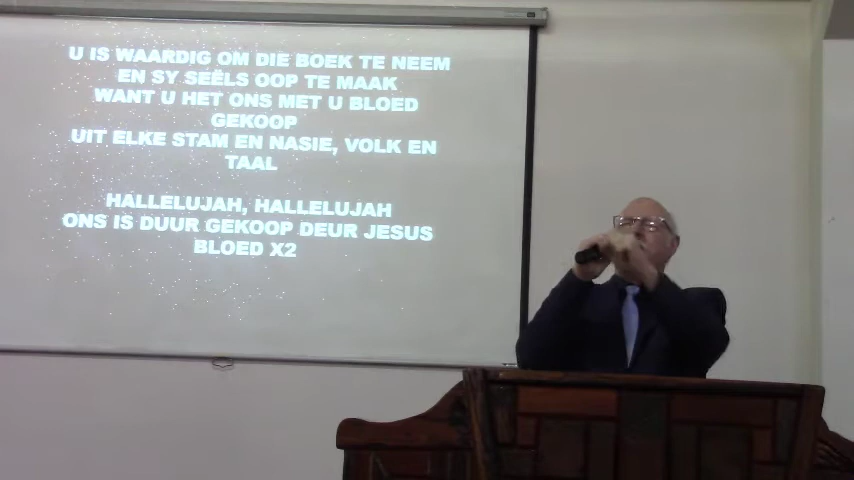 U IS WAARDIG OM DIE BOEK TE NEEM
EN SY SEËLS OOP TE MAAK
WANT U HET ONS MET U BLOED
GEKOOP
UIT ELKE STAM EN NASIE, VOLK EN
TAAL
HALLELUJAH, HALLELUJAH
ONS IS DUUR GEKOOP DEUR JESUS
BLOED X2